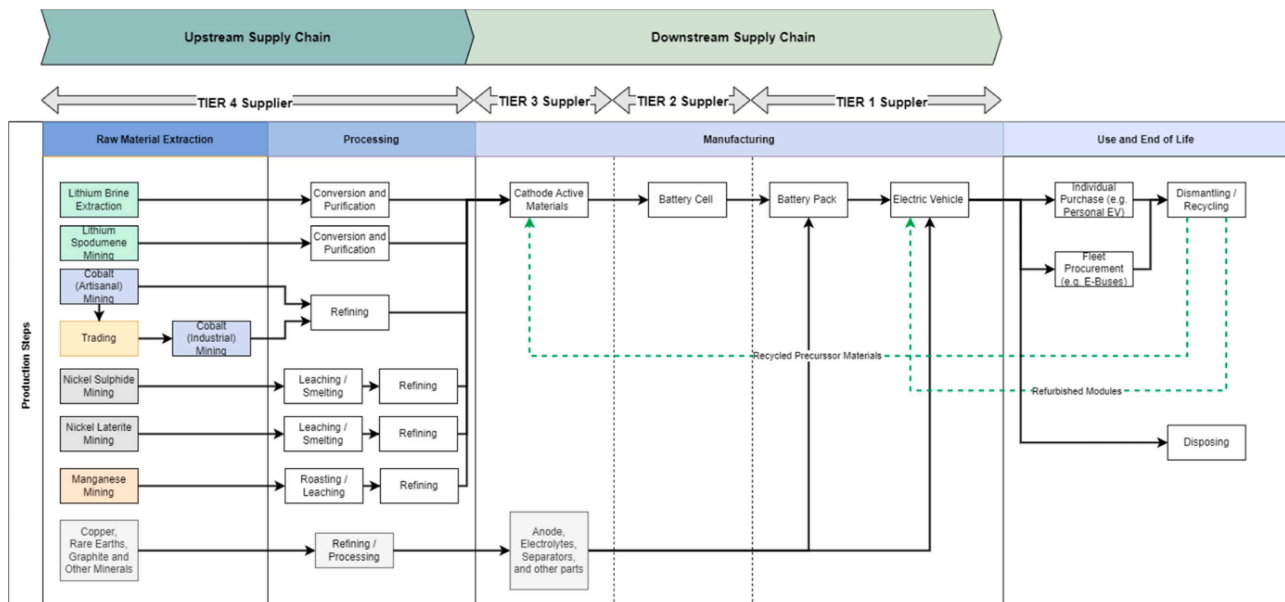 Upstream Supply Chain
Downstream Supply Chain
TIER 4 Supplier
TIER 3 Suppler
TIER 2 Suppler
TIER 1 Suppler
Raw Material Extraction
Processing
Manufacturing
Use and End of Life
Production Steps
Lithium Brine
Extraction
Conversion and
Purification
Cathode Active
Materials
Battery Cell
Battery Pack
Electric Vehicle
Individual
Purchase (e.g.
Personal EV)
Dismantling /
Recycling
Lithium
Spodumene
Mining
Conversion and
Purification
Cobalt
(Artisanal)
Mining
Refining
Fleet
Procurement
(e.g. E-Buses)
Trading
Cobalt
(Industrial)
Mining
Recycled Precurssor Materials
Nickel Sulphide
Mining
Leaching /
Smelting
Refining
Refurbished Modules
Nickel Laterite
Mining
Leaching /
Smelting
Refining
Disposing
Manganese
Mining
Roasting /
Leaching
Refining
Copper,
Rare Earths,
Graphite and
Other Minerals
Refining /
Processing
Anode,
Electrolytes,
Separators,
and other parts